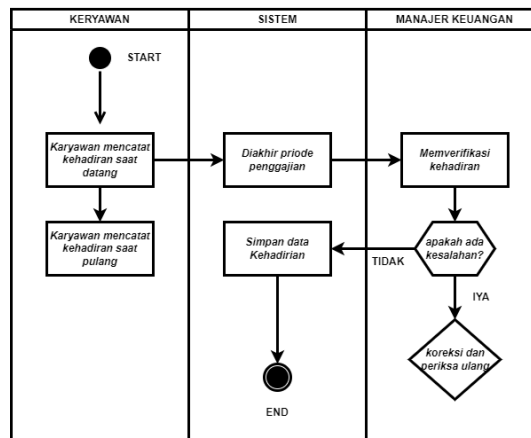 KERYAWAN
SISTEM
MANAJER KEUANGAN
START
Karyawan mencatat
kehadiran saat
datang
Diakhir priode
penggajian
Memverifikasi
kehadiran
Karyawan mencatat
kehadiran saat
pulang
Simpan data
Kehadirian
TIDAK
apakah ada
kesalahan?
IYA
koreksi dan
periksa ulang
END